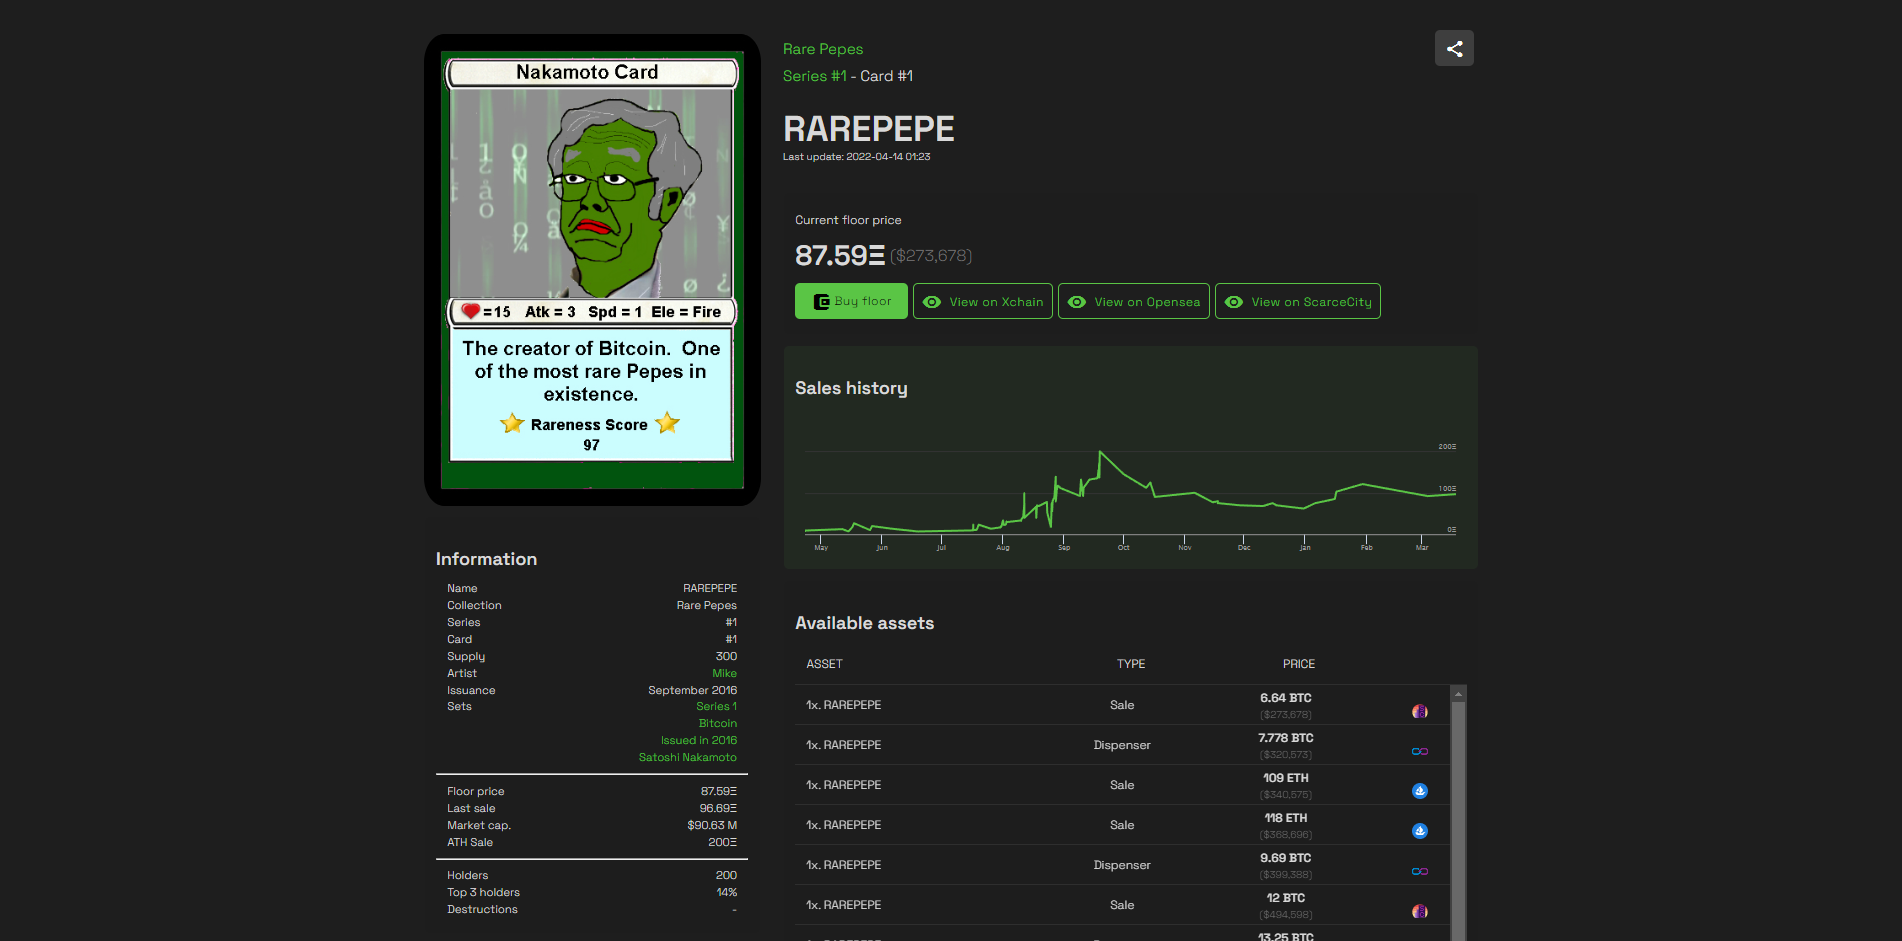 Nakamoto Card
=15 Atk = 3 Spd = 1 Ele = Fire
The creator of Bitcoin. One
of the most rare Pepes in
existence.
Rareness Score
97
Information
Name RAREPEPE
Collection Rare Pepes
Series #1
Card #1
Supply 300
Artist Mike
Issuance September 2016
Sets Series 1
Bitcoin
Issued in 2016
Satoshi Nakamoto
Floor price 87.59Ξ
Last sale 96.69Ξ
Market cap. $90.63 M
ATH Sale 200Ξ
Holders 200
Top 3 holders 14%
Destructions -
Rare Pepes
Series #1 - Card #1
RAREPEPE
Last update: 2022-04-14 01:23
Current floor price
87.59Ξ ($273,678)
Buy floor View on Xchain View on Opensea View on ScarceCity
Sales history
200Ξ
100Ξ
0Ξ
May Jun Jul Aug Sep Oct Nov Dec Jan Feb Mar
Available assets
ASSET TYPE PRICE
1x. RAREPEPE Sale 6.64 BTC
($273,678)
1x. RAREPEPE Dispenser 7.778 BTC
($320,573)
1x. RAREPEPE Sale 109 ETH
($340,575)
1x. RAREPEPE Sale 118 ETH
($368,696)
1x. RAREPEPE Dispenser 9.69 BTC
($399,388)
1x. RAREPEPE Sale 12 BTC
($494,598)
13.25 BTC